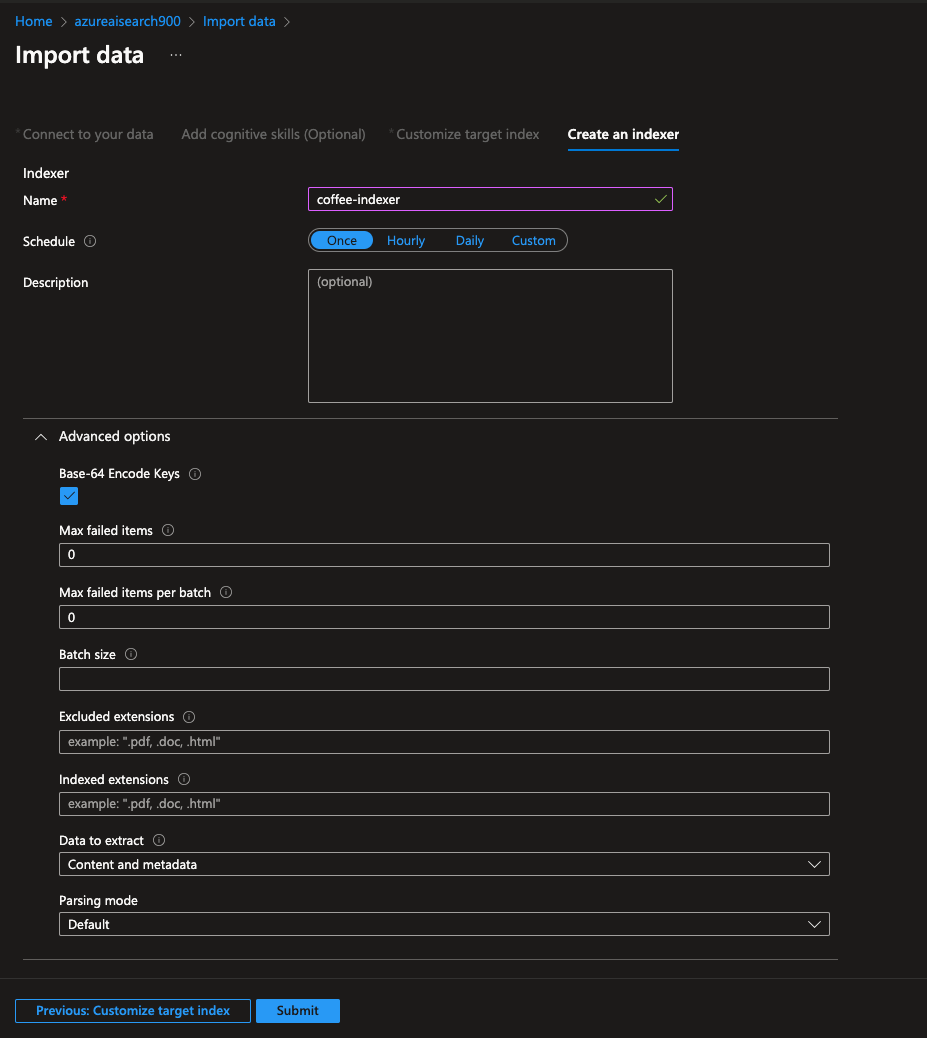 Home > azureaisearch900 > Import data >
Import data ...
* Connect to your data Add cognitive skills (Optional) * Customize target index Create an indexer
Indexer
Name * coffee-indexer
Schedule Once Hourly Daily Custom
Description (optional)
Advanced options
Base-64 Encode Keys
Max failed items
0
Max failed items per batch
0
Batch size
Excluded extensions
example: ".pdf, .doc, .html"
Indexed extensions
example: ".pdf, .doc, .html"
Data to extract
Content and metadata
Parsing mode
Default
Previous: Customize target index Submit